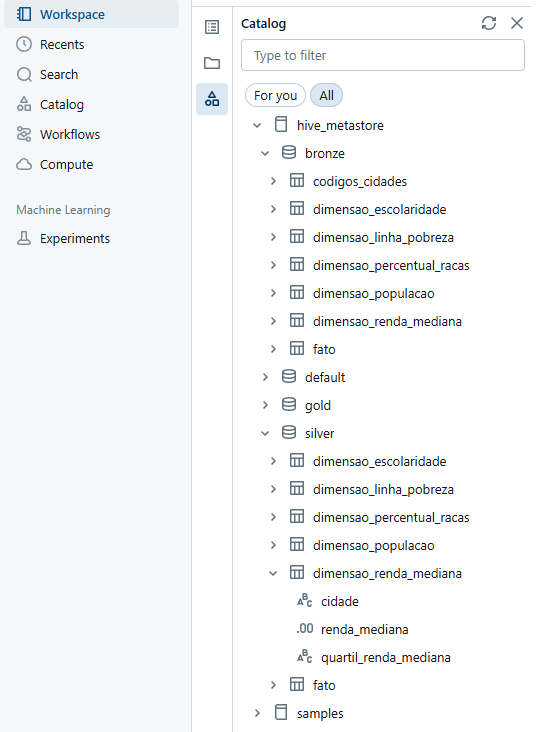 Workspace
Recents
Search
Catalog
Workflows
Compute
Machine Learning
Experiments
Catalog
Type to filter
For you All
hive_metastore
bronze
codigos_cidades
dimensao_escolaridade
dimensao_linha_pobreza
dimensao_percentual_racas
dimensao_populacao
dimensao_renda_mediana
fato
default
gold
silver
dimensao_escolaridade
dimensao_linha_pobreza
dimensao_percentual_racas
dimensao_populacao
dimensao_renda_mediana
ABC cidade
.00 renda_mediana
ABC quartil_renda_mediana
fato
samples